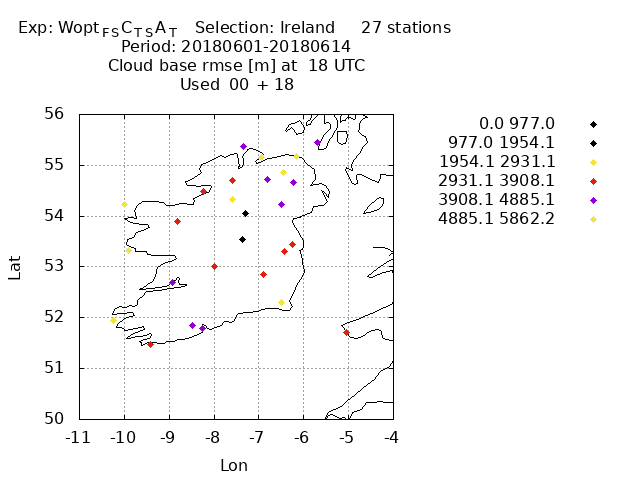 Exp: Wopt FS C TS A T Selection: Ireland 27 stations
Period: 20180601-20180614
Cloud base rmse [m] at 18 UTC
Used 00 + 18
0.0 977.0
977.0 1954.1
1954.1 2931.1
2931.1 3908.1
3908.1 4885.1
4885.1 5862.2
Lat
56
55
54
53
52
51
50
-11 -10 -9 -8 -7 -6 -5 -4
Lon